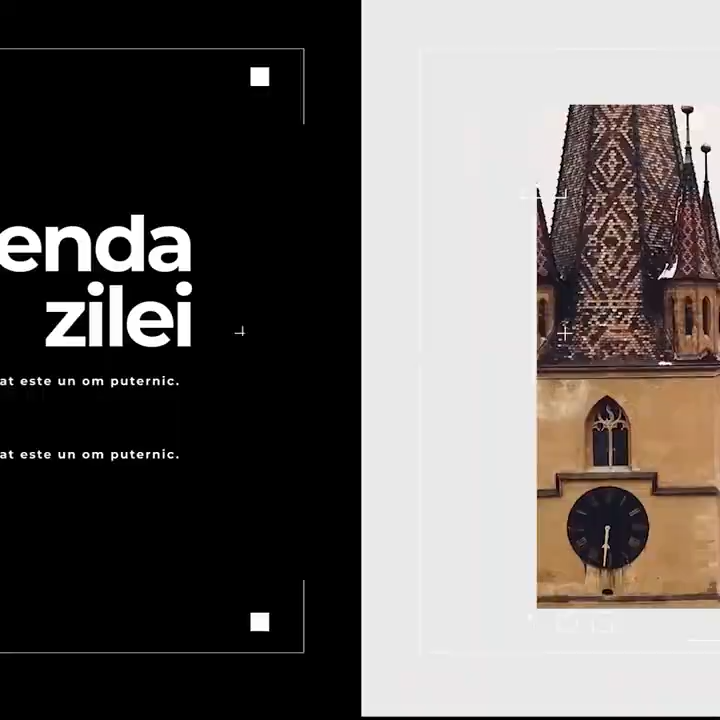 enda
zilei
at este un om puternic.
at este un om puternic.